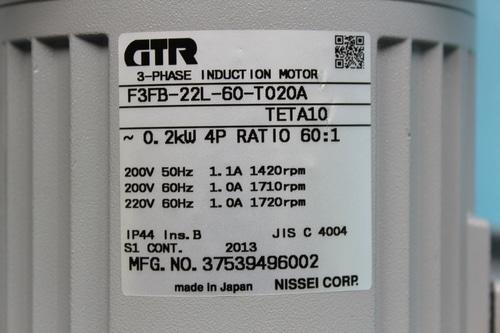 GTR
3-PHASE INDUCTION MOTOR
F3FB-22L-60-T020A
TETA10
~ 0.2kW 4P RATIO 60:1
200V 50Hz 1.1A 1420rpm
200V 60Hz 1.0A 1710rpm
220V 60Hz 1.0A 1720rpm
IP44 Ins.B JIS C 4004
S1 CONT. 2013
MFG.NO.37539496002
made in Japan NISSEI CORP.